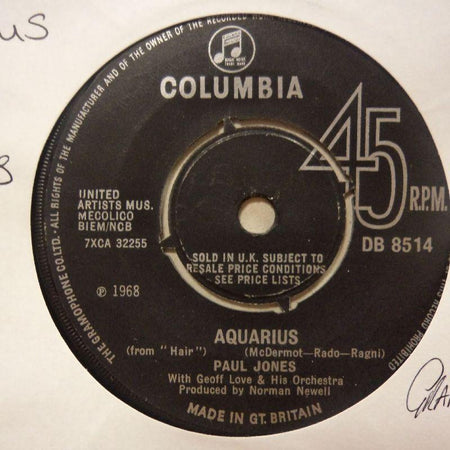 us
COLUMBIA
45 R.P.M.
DB 8514
UNITED
ARTISTS MUS.
MECOLICO
BIEM/NCB
7XCA 32255
SOLD IN U.K. SUBJECT TO
RESALE PRICE CONDITIONS
SEE PRICE LISTS
℗ 1968
AQUARIUS
(from "Hair") (McDermot—Rado—Ragni)
PAUL JONES
With Geoff Love & His Orchestra
Produced by Norman Newell
MADE IN GT. BRITAIN
THE GRAMOPHONE CO. LTD. · ALL RIGHTS OF THE MANUFACTURER AND OF THE OWNER OF THE RECORDED
RECORD PROHIBITED